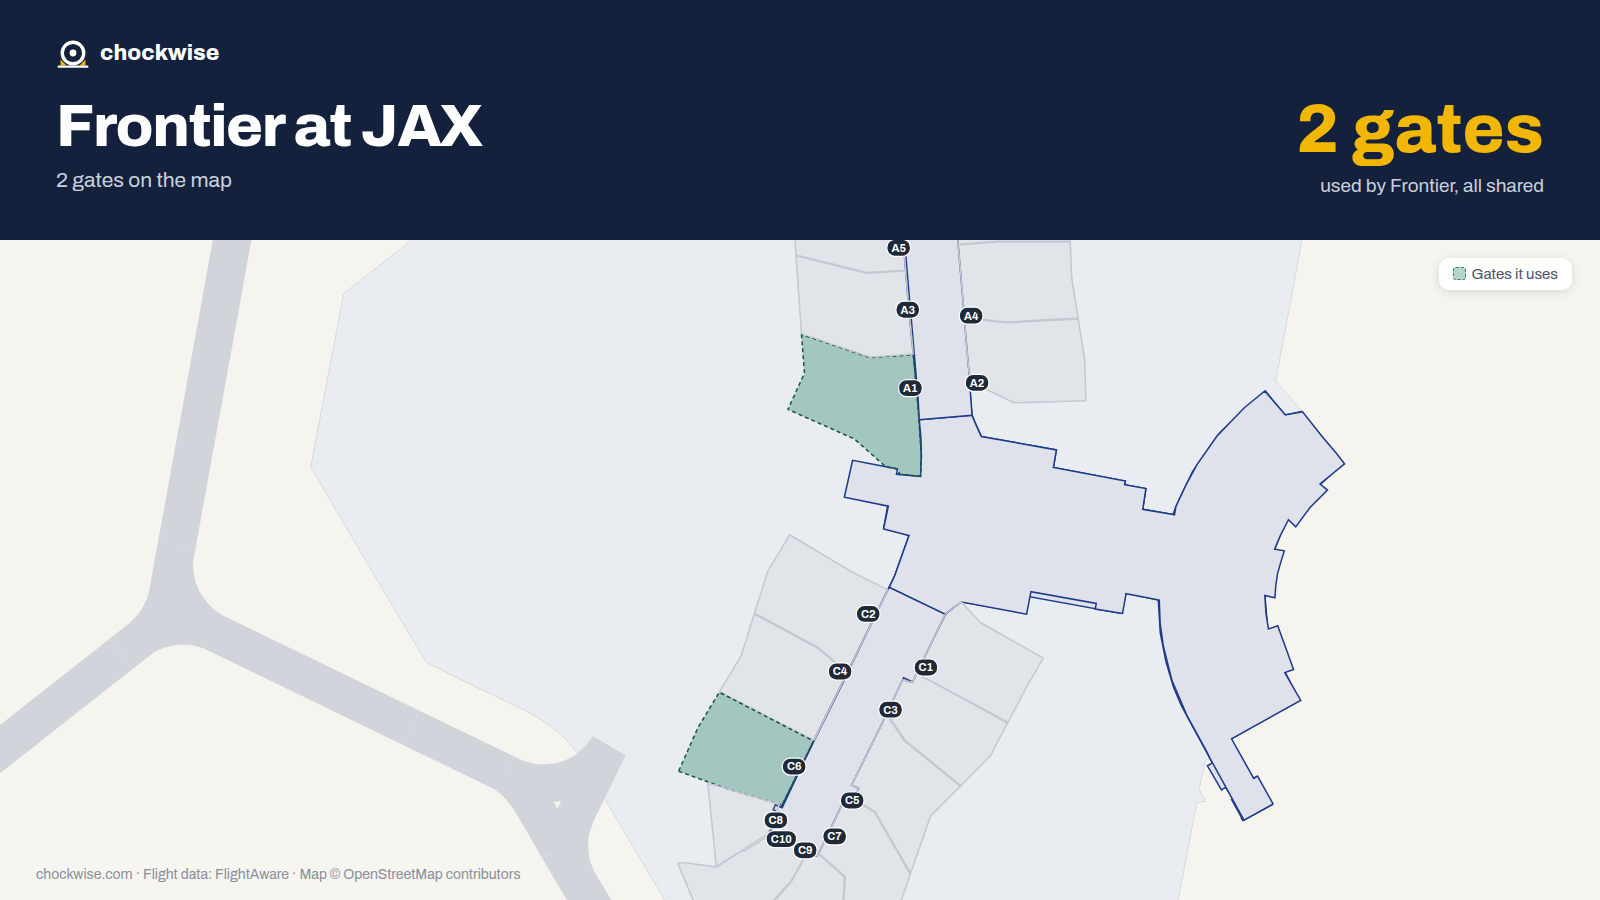 chockwise
Frontier at JAX
2 gates on the map
2 gates
used by Frontier, all shared
Gates it uses
A5
A3
A4
A1
A2
C2
C4
C1
C3
C6
C5
C8
C10
C7
C9
chockwise.com · Flight data: FlightAware · Map © OpenStreetMap contributors